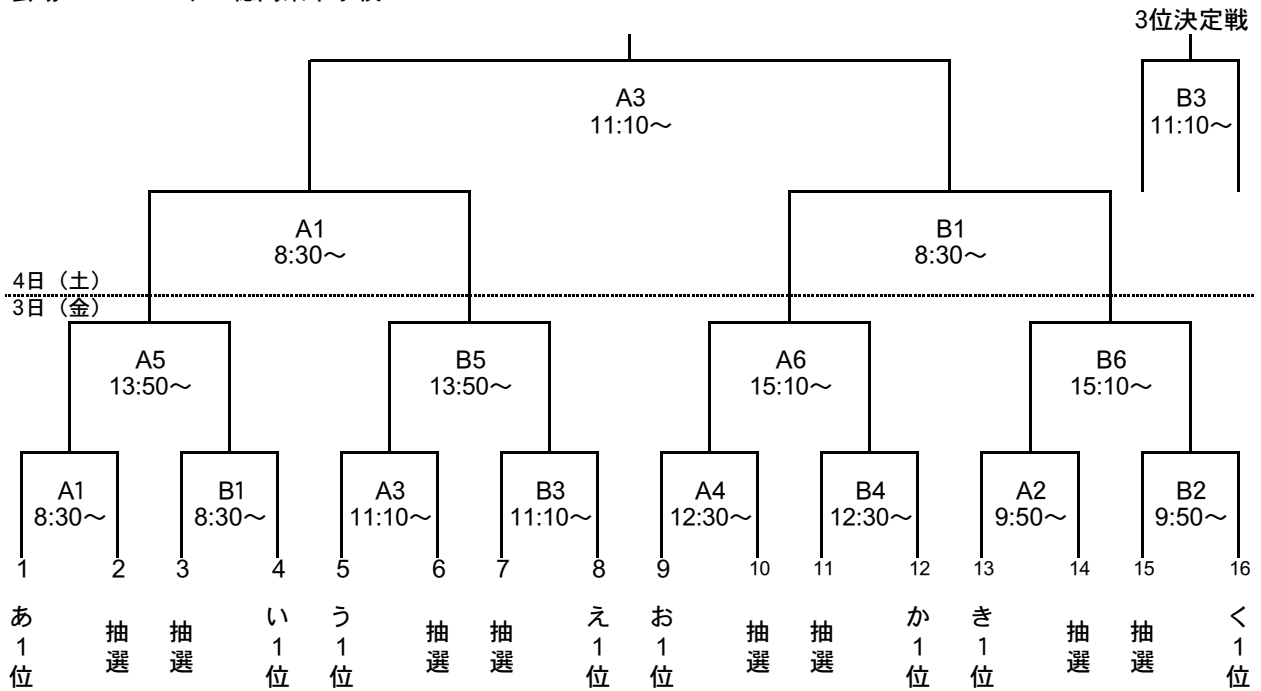 3位決定戦
A3
11:10～
B3
11:10～
A1
8:30～
B1
8:30～
4日（土）
3日（金）
A5
13:50～
B5
13:50～
A6
15:10～
B6
15:10～
A1
8:30～
B1
8:30～
A3
11:10～
B3
11:10～
A4
12:30～
B4
12:30～
A2
9:50～
B2
9:50～
1 2 3 4 5 6 7 8 9 10 11 12 13 14 15 16
あ1位
抽選
抽選
い1位
う1位
抽選
抽選
え1位
お1位
抽選
抽選
か1位
き1位
抽選
抽選
く1位